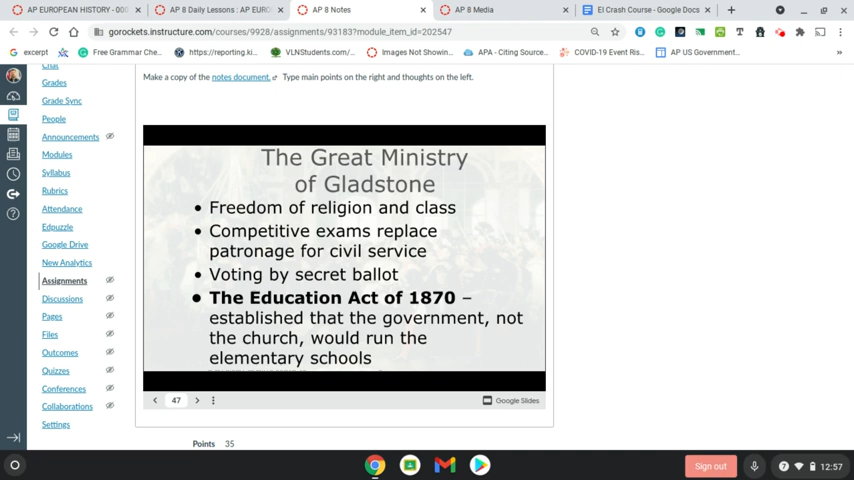 AP EUROPEAN HISTORY - 000
AP 8 Daily Lessons : AP EURO
AP 8 Notes
AP 8 Media
EI Crash Course - Google Docs
gorockets.instructure.com/courses/9928/assignments/93183?module_item_id=202547
excerpt
Free Grammar Che...
https://reporting.ki...
VLNStudents.com/...
Images Not Showin...
APA - Citing Source...
COVID-19 Event Ris...
AP US Government...
Chat
Grades
Grade Sync
People
Announcements
Modules
Syllabus
Rubrics
Attendance
Edpuzzle
Google Drive
New Analytics
Assignments
Discussions
Pages
Files
Outcomes
Quizzes
Conferences
Collaborations
Settings
Make a copy of the notes document. Type main points on the right and thoughts on the left.
The Great Ministry
of Gladstone
• Freedom of religion and class
• Competitive exams replace
patronage for civil service
• Voting by secret ballot
• The Education Act of 1870 –
established that the government, not
the church, would run the
elementary schools
47
Google Slides
Points 35
Sign out
12:57